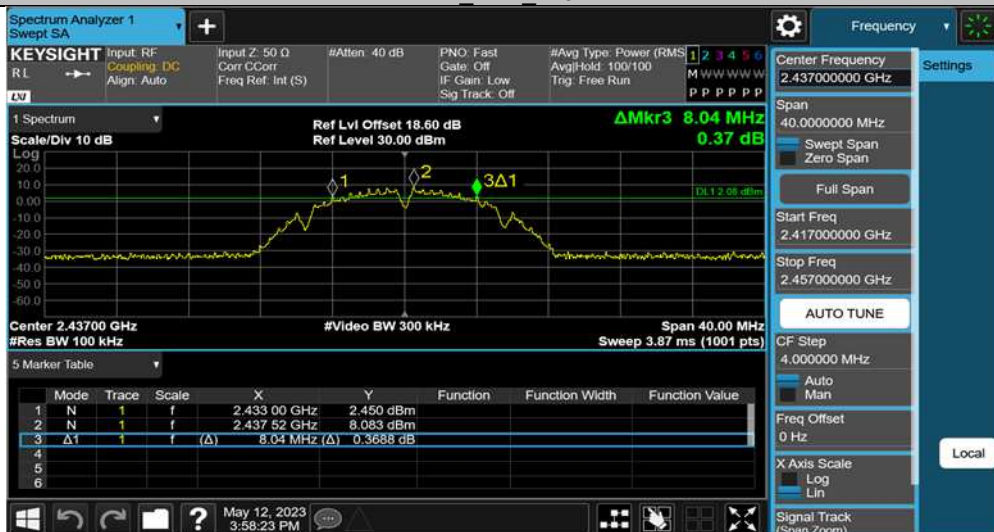 Spectrum Analyzer 1
Swept SA
+
Frequency
KEYSIGHT
RL
LXI
Input: RF
Coupling: DC
Align: Auto
Input Z: 50 Ω
Corr CCorr
Freq Ref: Int (S)
#Atten: 40 dB
PNO: Fast
Gate: Off
IF Gain: Low
Sig Track: Off
#Avg Type: Power (RMS
Avg|Hold: 100/100
Trig: Free Run
1 2 3 4 5 6
M W W W W W
P P P P P P
1 Spectrum
Scale/Div 10 dB
Ref Lvl Offset 18.60 dB
Ref Level 30.00 dBm
ΔMkr3 8.04 MHz
0.37 dB
Log
20.0
10.0
0.00
-10.0
-20.0
-30.0
-40.0
-50.0
-60.0
1
2
3Δ1
DL1 2.08 dBm
Center 2.43700 GHz
#Res BW 100 kHz
#Video BW 300 kHz
Span 40.00 MHz
Sweep 3.87 ms (1001 pts)
5 Marker Table
Mode Trace Scale X Y Function Function Width Function Value
1 N 1 f 2.433 00 GHz 2.450 dBm
2 N 1 f 2.437 52 GHz 8.083 dBm
3 Δ1 1 f (Δ) 8.04 MHz (Δ) 0.3688 dB
4
5
6
Center Frequency
2.437000000 GHz
Settings
Span
40.0000000 MHz
Swept Span
Zero Span
Full Span
Start Freq
2.417000000 GHz
Stop Freq
2.457000000 GHz
AUTO TUNE
CF Step
4.000000 MHz
Auto
Man
Freq Offset
0 Hz
X Axis Scale
Log
Lin
Local
Signal Track
(Span Zoom)
?
May 12, 2023
3:58:23 PM